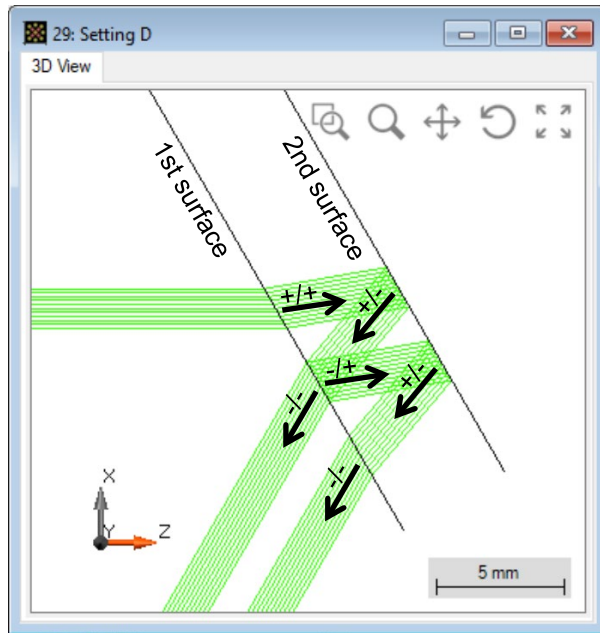 29: Setting D
3D View
1st surface
2nd surface
+/+
+/-
-/+
+/-
-/-
-/-
X
Y
Z
5 mm